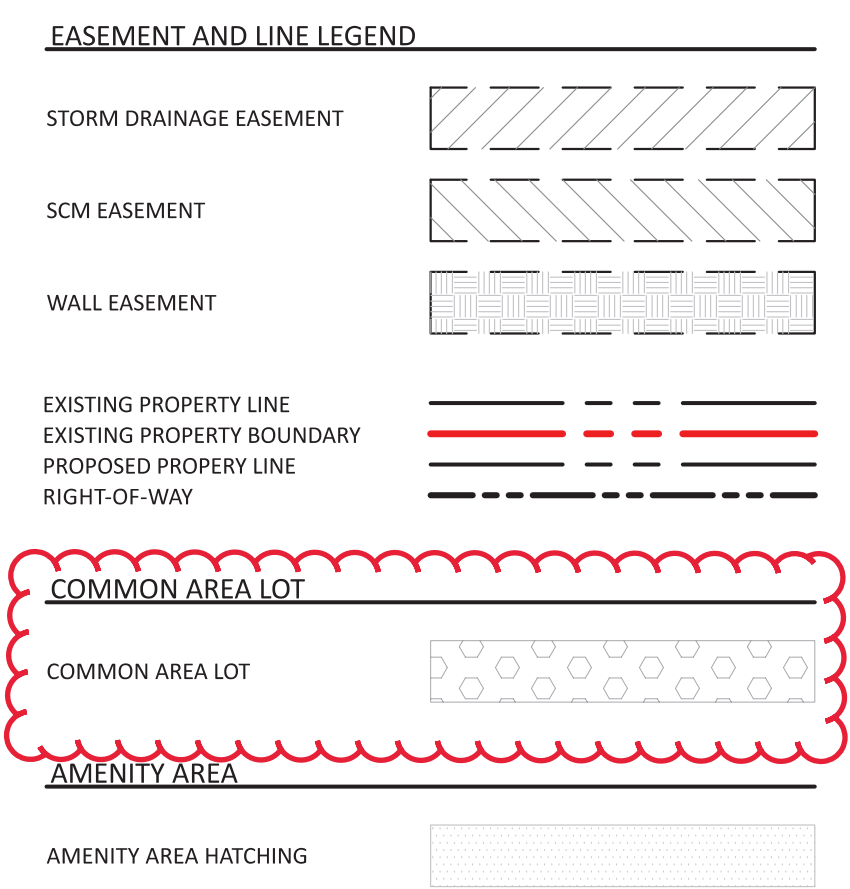 EASEMENT AND LINE LEGEND
STORM DRAINAGE EASEMENT
SCM EASEMENT
WALL EASEMENT
EXISTING PROPERTY LINE
EXISTING PROPERTY BOUNDARY
PROPOSED PROPERY LINE
RIGHT-OF-WAY
COMMON AREA LOT
COMMON AREA LOT
AMENITY AREA
AMENITY AREA HATCHING